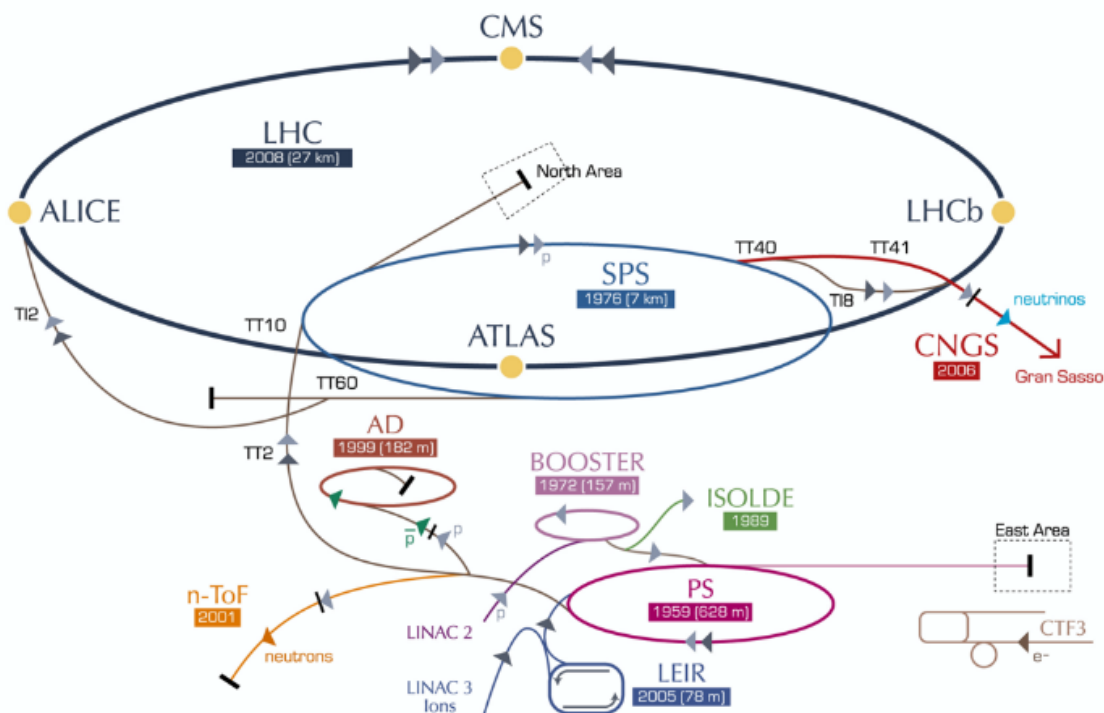 CMS
LHC
2008 (27 km)
North Area
ALICE
LHCb
TT40
TT41
SPS
1976 (7 km)
p
TI8
neutrinos
TI2
TT10
ATLAS
CNGS
2006
Gran Sasso
TT60
AD
1999 (182 m)
TT2
BOOSTER
1972 (157 m)
ISOLDE
1989
p̅
p
East Area
n-ToF
2001
PS
1959 (628 m)
p
LINAC 2
neutrons
CTF3
e-
LINAC 3
Ions
LEIR
2005 (78 m)